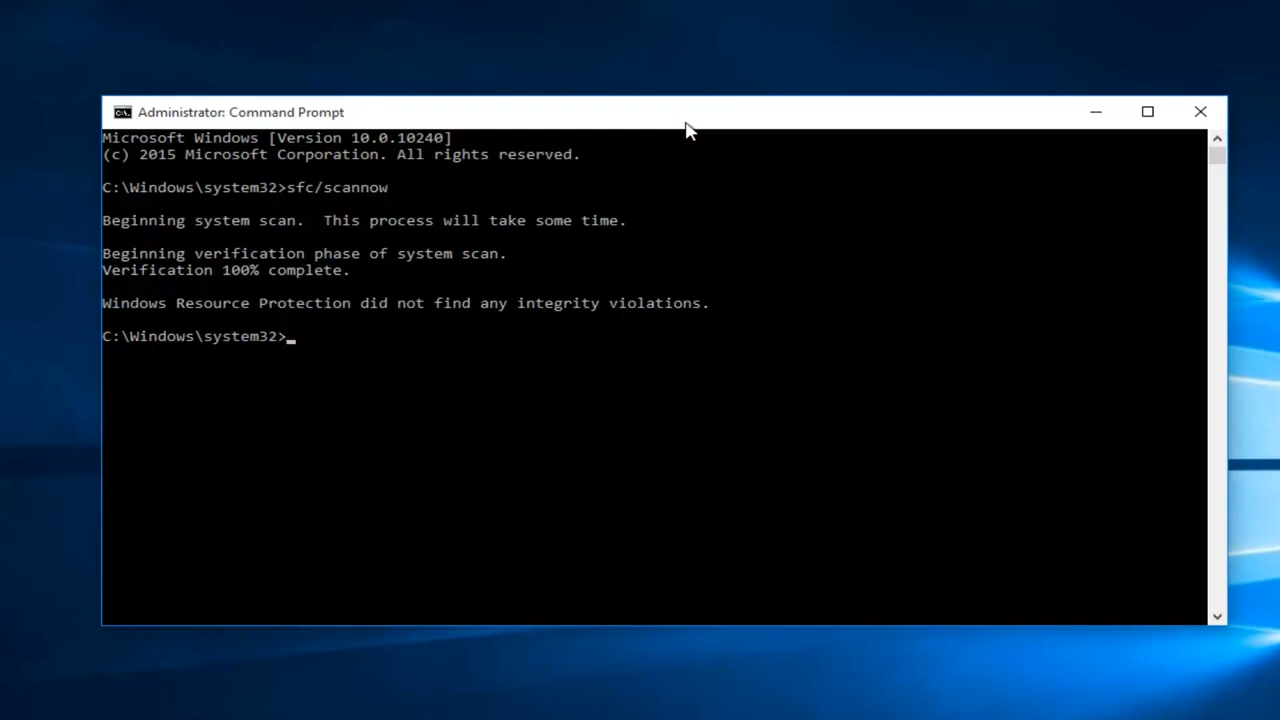 Administrator: Command Prompt
Microsoft Windows [Version 10.0.10240]
(c) 2015 Microsoft Corporation. All rights reserved.
C:\Windows\system32>sfc/scannow
Beginning system scan.  This process will take some time.
Beginning verification phase of system scan.
Verification 100% complete.
Windows Resource Protection did not find any integrity violations.
C:\Windows\system32>